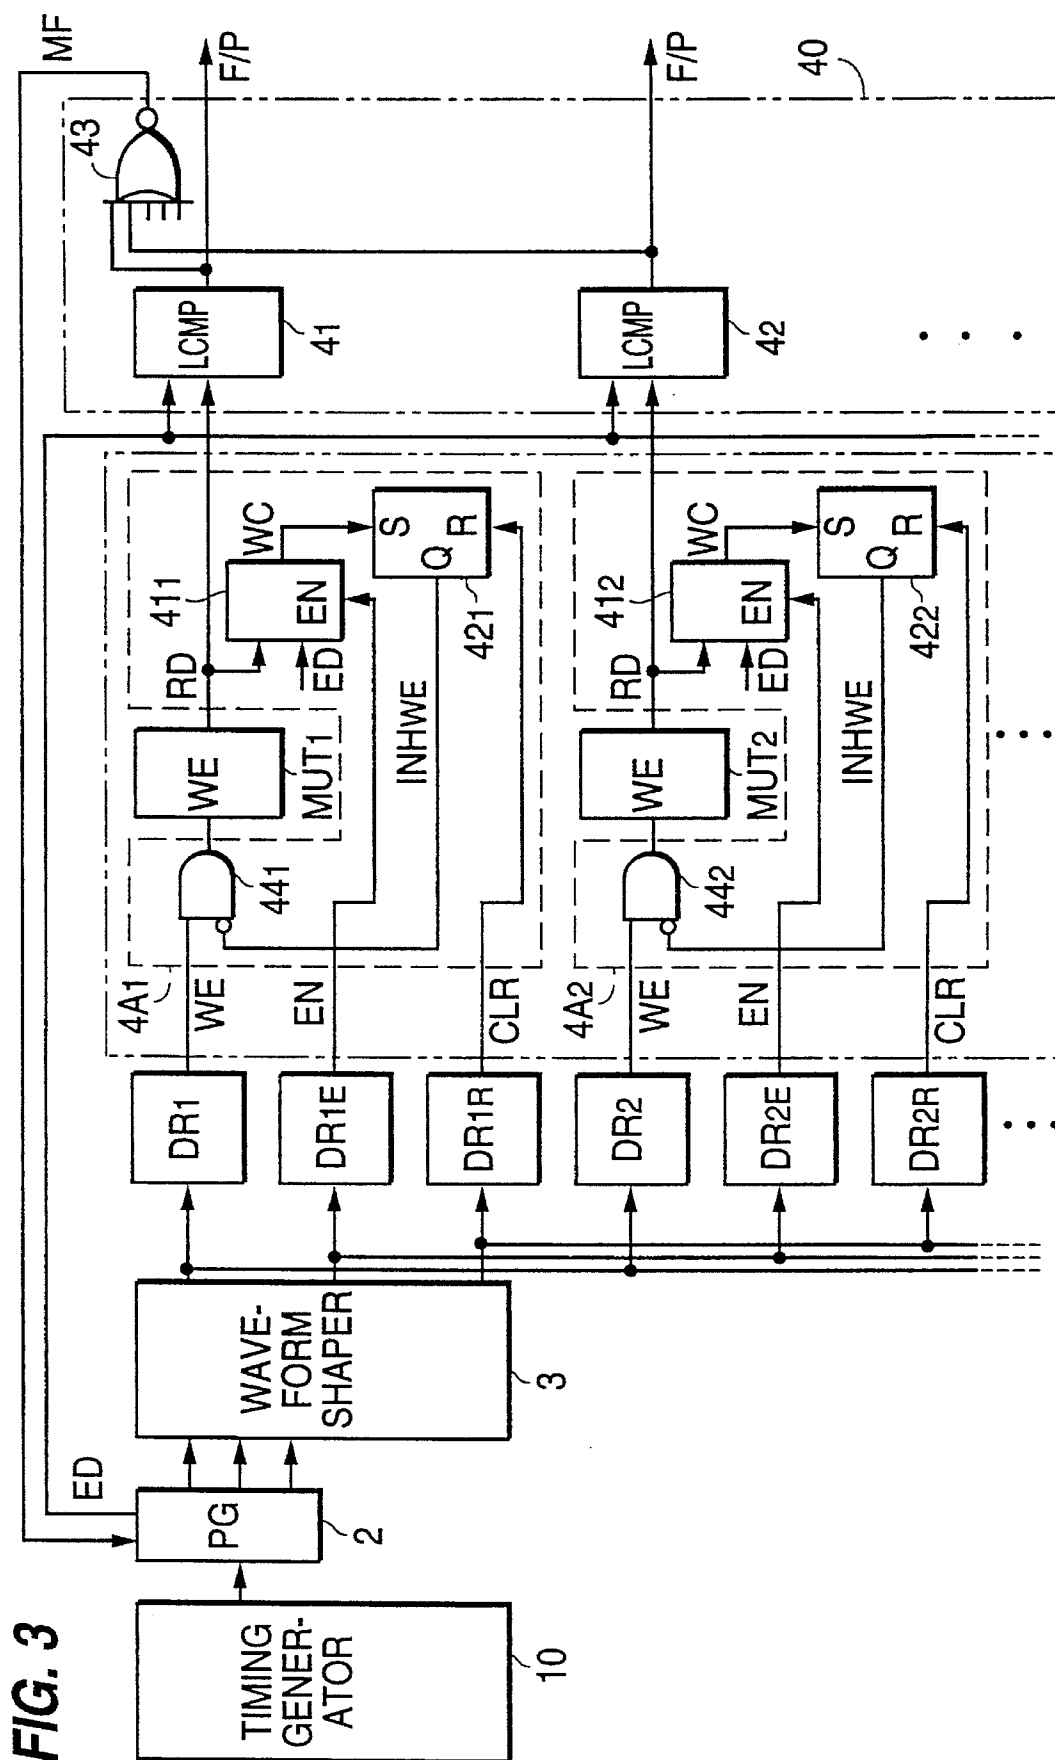 FIG. 3
TIMING
GENER-
ATOR
10
PG
2
ED
MF
WAVE-
FORM
SHAPER
3
DR1
DR1E
DR1R
DR2
DR2E
DR2R
4A1
WE
EN
CLR
441
WE
MUT1
RD
411
EN
ED
WC
S
Q
R
421
INHWE
4A2
WE
EN
CLR
442
WE
MUT2
RD
412
EN
ED
WC
S
Q
R
422
INHWE
LCMP
41
LCMP
42
43
F/P
F/P
40